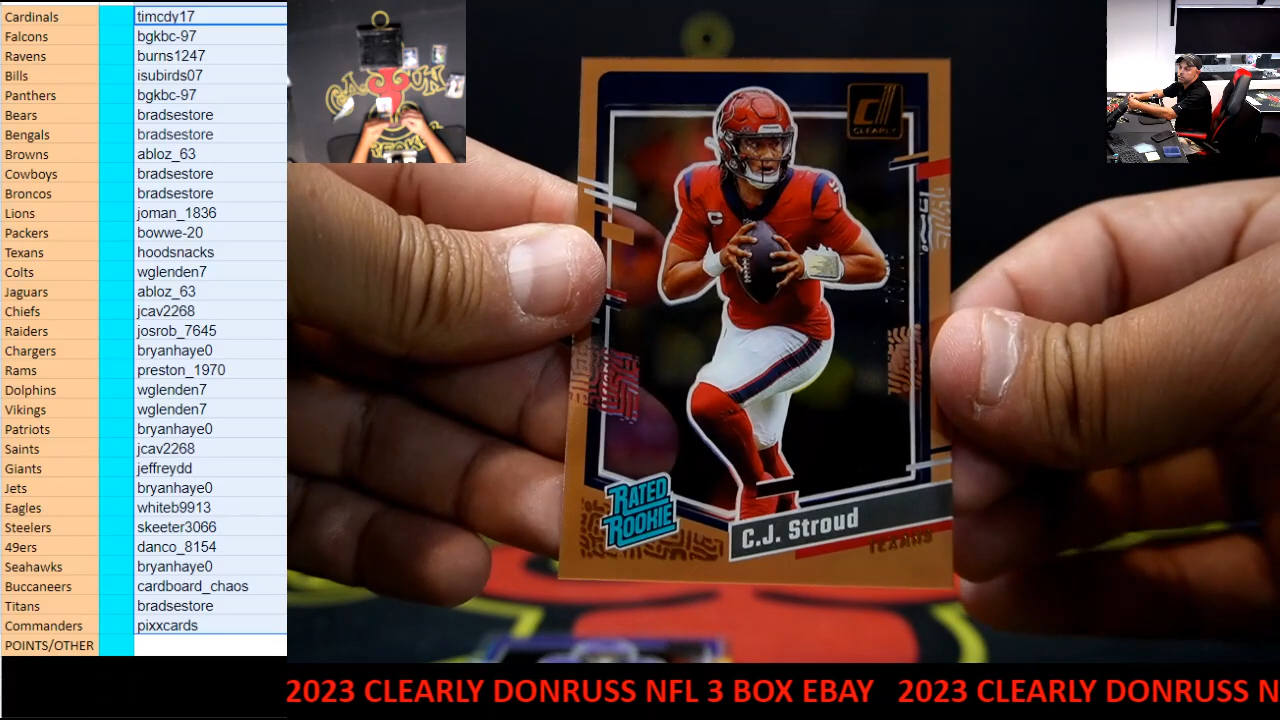 Cardinals timcdy17
Falcons bgkbc-97
Ravens burns1247
Bills isubirds07
Panthers bgkbc-97
Bears bradsestore
Bengals bradsestore
Browns abloz_63
Cowboys bradsestore
Broncos bradsestore
Lions joman_1836
Packers bowwe-20
Texans hoodsnacks
Colts wglenden7
Jaguars abloz_63
Chiefs jcav2268
Raiders josrob_7645
Chargers bryanhaye0
Rams preston_1970
Dolphins wglenden7
Vikings wglenden7
Patriots bryanhaye0
Saints jcav2268
Giants jeffreydd
Jets bryanhaye0
Eagles whiteb9913
Steelers skeeter3066
49ers danco_8154
Seahawks bryanhaye0
Buccaneers cardboard_chaos
Titans bradsestore
Commanders pixxcards
POINTS/OTHER
CLEARLY
RATED
ROOKIE
C.J. Stroud
TEXANS
2023 CLEARLY DONRUSS NFL 3 BOX EBAY 2023 CLEARLY DONRUSS N